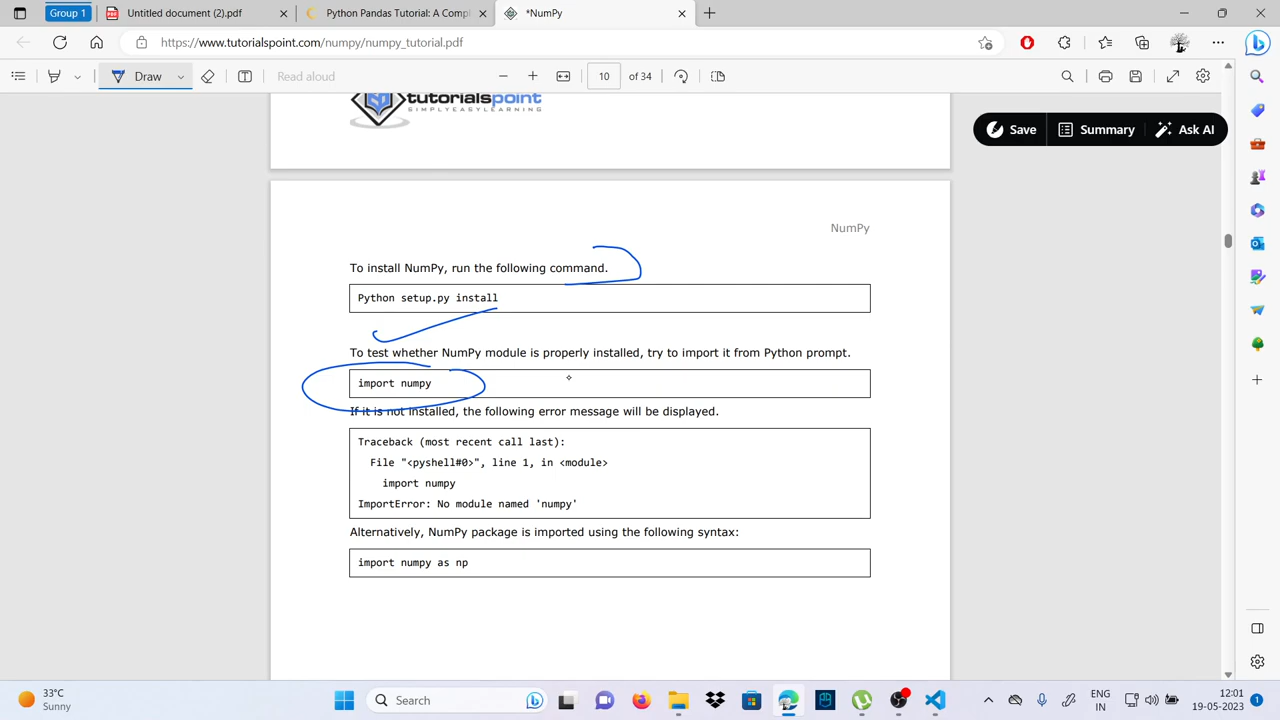 Group 1
Untitled document (2).pdf
Python Pandas Tutorial: A Comp
*NumPy
https://www.tutorialspoint.com/numpy/numpy_tutorial.pdf
Draw
Read aloud
10 of 34
tutorialspoint
SIMPLYEASYLEARNING
Save
Summary
Ask AI
NumPy
To install NumPy, run the following command.
Python setup.py install
To test whether NumPy module is properly installed, try to import it from Python prompt.
import numpy
If it is not installed, the following error message will be displayed.
Traceback (most recent call last):
File "<pyshell#0>", line 1, in <module>
import numpy
ImportError: No module named 'numpy'
Alternatively, NumPy package is imported using the following syntax:
import numpy as np
33°C
Sunny
Search
ENG
IN
12:01
19-05-2023